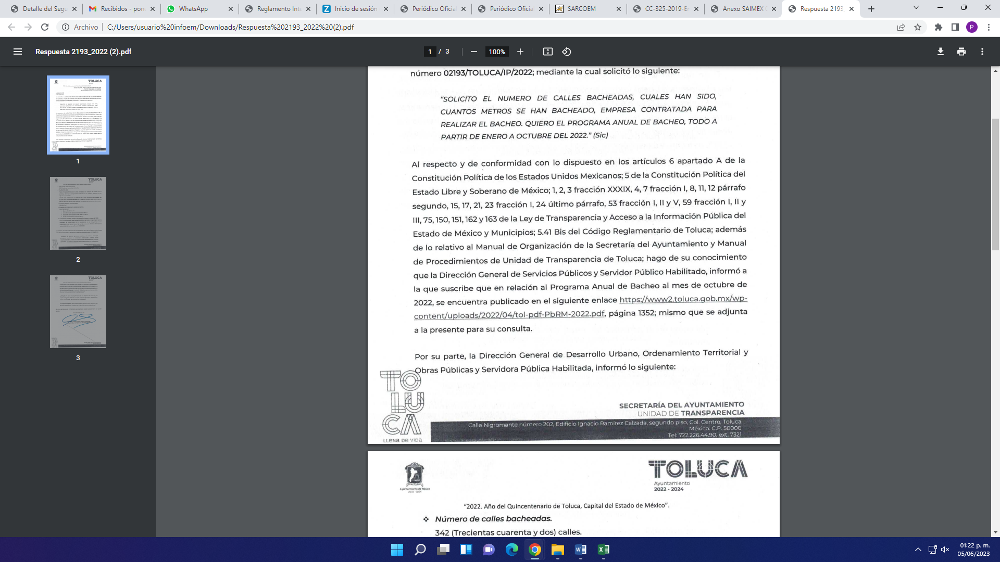 Detalle del Segu
Recibidos - pone
WhatsApp
Reglamento Inte
Inicio de sesión
Periódico Oficial
Periódico Oficial
SARCOEM
CC-325-2019-En
Anexo SAIMEX
Respuesta 2193_
Archivo
C:/Users/usuario%20infoem/Downloads/Respuesta%202193_2022%20(2).pdf
P
Respuesta 2193_2022 (2).pdf
1 / 3
100%
1
2
3
número 02193/TOLUCA/IP/2022; mediante la cual solicitó lo siguiente:
“SOLICITO EL NUMERO DE CALLES BACHEADAS, CUALES HAN SIDO,
CUANTOS METROS SE HAN BACHEADO, EMPRESA CONTRATADA PARA
REALIZAR EL BACHEO. QUIERO EL PROGRAMA ANUAL DE BACHEO, TODO A
PARTIR DE ENERO A OCTUBRE DEL 2022.” (Sic)
Al respecto y de conformidad con lo dispuesto en los artículos 6 apartado A de la
Constitución Política de los Estados Unidos Mexicanos; 5 de la Constitución Política del
Estado Libre y Soberano de México; 1, 2, 3 fracción XXXIX, 4, 7 fracción I, 8, 11, 12 párrafo
segundo, 15, 17, 21, 23 fracción I, 24 último párrafo, 53 fracción I, II y V, 59 fracción I, II y
III, 75, 150, 151, 162 y 163 de la Ley de Transparencia y Acceso a la Información Pública del
Estado de México y Municipios; 5.41 Bis del Código Reglamentario de Toluca; además
de lo relativo al Manual de Organización de la Secretaría del Ayuntamiento y Manual
de Procedimientos de Unidad de Transparencia de Toluca; hago de su conocimiento
que la Dirección General de Servicios Públicos y Servidor Público Habilitado, informó a
la que suscribe que en relación al Programa Anual de Bacheo al mes de octubre de
2022, se encuentra publicado en el siguiente enlace https://www2.toluca.gob.mx/wp-
content/uploads/2022/04/tol-pdf-PbRM-2022.pdf, página 1352; mismo que se adjunta
a la presente para su consulta.
Por su parte, la Dirección General de Desarrollo Urbano, Ordenamiento Territorial y
Obras Públicas y Servidora Pública Habilitada, informó lo siguiente:
TOLUCA
LLENA DE VIDA
SECRETARÍA DEL AYUNTAMIENTO
UNIDAD DE TRANSPARENCIA
Calle Nigromante número 202, Edificio Ignacio Ramírez Calzada, segundo piso, Col. Centro, Toluca
México. C.P. 50000
Tel: 722.226.44.90, ext. 7321
Ayuntamiento de Toluca
TOLUCA
Ayuntamiento
2022 - 2024
“2022. Año del Quincentenario de Toluca, Capital del Estado de México”.
❖ Número de calles bacheadas.
342 (Trecientas cuarenta y dos) calles.
01:22 p. m.
05/06/2023